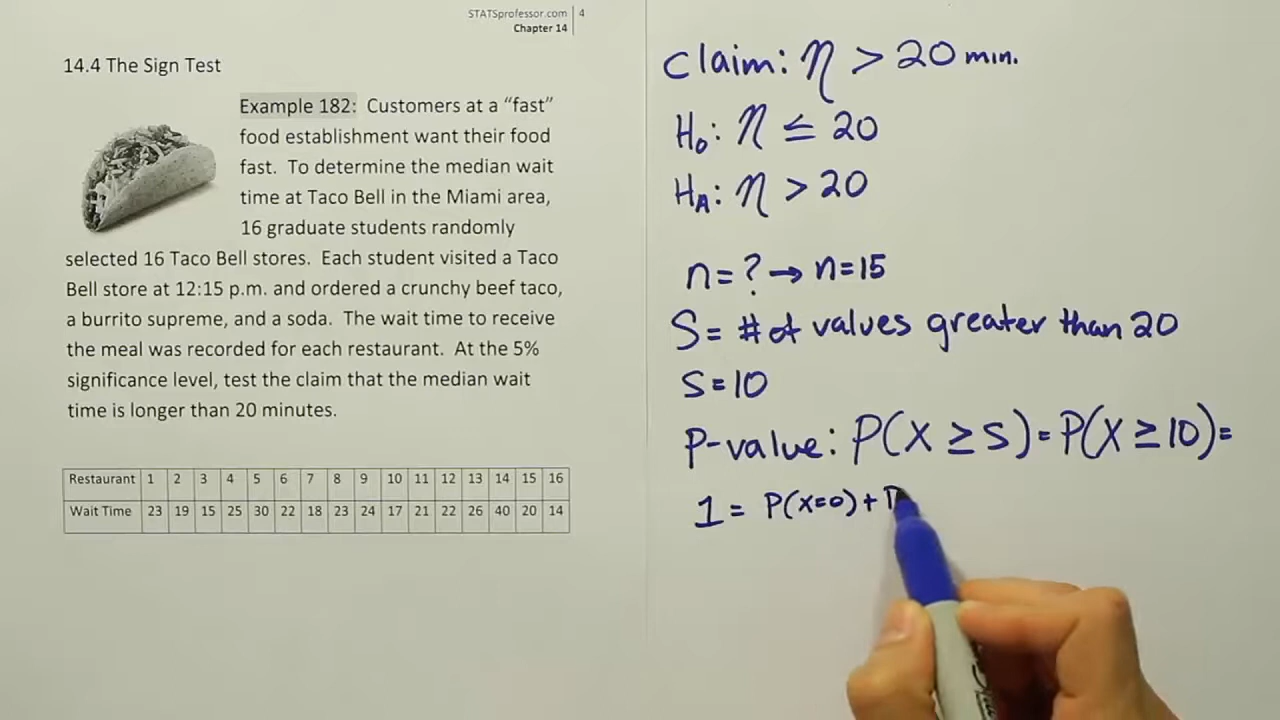 STATSprofessor.com 4
Chapter 14
14.4 The Sign Test
Example 182: Customers at a “fast”
food establishment want their food
fast. To determine the median wait
time at Taco Bell in the Miami area,
16 graduate students randomly
selected 16 Taco Bell stores. Each student visited a Taco
Bell store at 12:15 p.m. and ordered a crunchy beef taco,
a burrito supreme, and a soda. The wait time to receive
the meal was recorded for each restaurant. At the 5%
significance level, test the claim that the median wait
time is longer than 20 minutes.
Restaurant 1 2 3 4 5 6 7 8 9 10 11 12 13 14 15 16
Wait Time 23 19 15 25 30 22 18 23 24 17 21 22 26 40 20 14
Claim: η > 20 min.
H₀: η ≤ 20
Hₐ: η > 20
n = ? → n = 15
S = # of values greater than 20
S = 10
P-value: P(X ≥ S) = P(X ≥ 10) =
1 = P(X=0) +